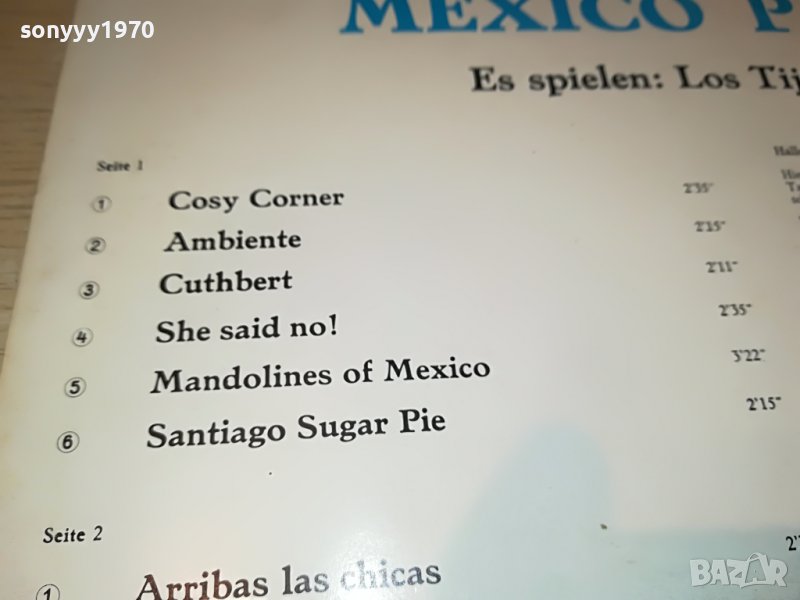 sonyyy1970
MEXICO P
Es spielen: Los Tij
Seite 1
1 Cosy Corner 2'35"
2 Ambiente 2'15"
3 Cuthbert 2'11"
4 She said no! 2'35"
5 Mandolines of Mexico 3'22"
6 Santiago Sugar Pie 2'15"
Seite 2
1 Arribas las chicas
BAZAR